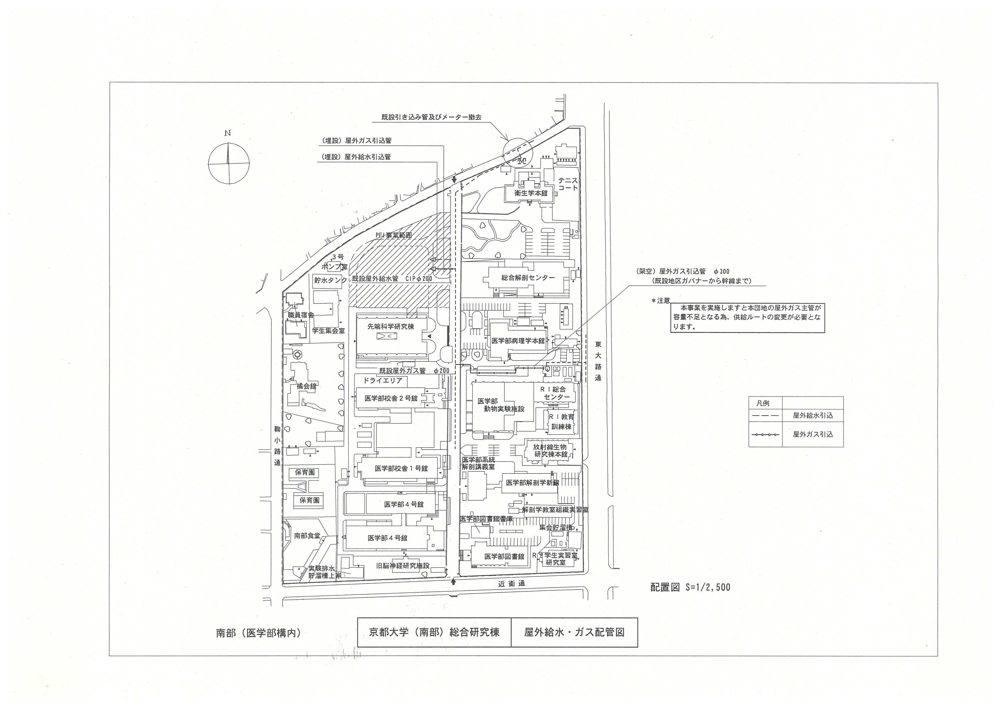 既設引き込み管及びメーター撤去
N
(埋設) 屋外ガス引込管
(埋設) 屋外給水引込管
M
テニス
コート
衛生学本館
PFI事業範囲
3号
ポンプ室
貯水タンク
既設屋外給水管 CIPφ200
総合解剖センター
(架空) 屋外ガス引込管 φ300
(既設地区ガバナーから幹線まで)
*注意
本事業を実施しますと本団地の屋外ガス主管が
容量不足となる為、供給ルートの変更が必要とな
ります。
職員宿舎
学生集会室
先端科学研究棟
医学部病理学本館
東大路通
既設屋外ガス管 φ200
G
ドライエリア
橘会館
医学部校舎2号館
RI総合
センター
医学部
動物実験施設
RI教育
訓練棟
凡例
屋外給水引込
屋外ガス引込
鞠小路通
放射線生物
研究棟本館
医学部系統
解剖講義室
医学部校舎1号館
保育園
医学部解剖学新館
保育園
医学部4号館
解剖学教室組織実習室
医学部図書館書庫
集会貯溜槽
南部食堂
医学部4号館
医学部図書館
RI学生実習室
研究室
旧脳神経研究施設
実験排水
貯溜槽上家
近衛通
配置図 S=1/2,500
南部(医学部構内)
京都大学(南部)総合研究棟
屋外給水・ガス配管図